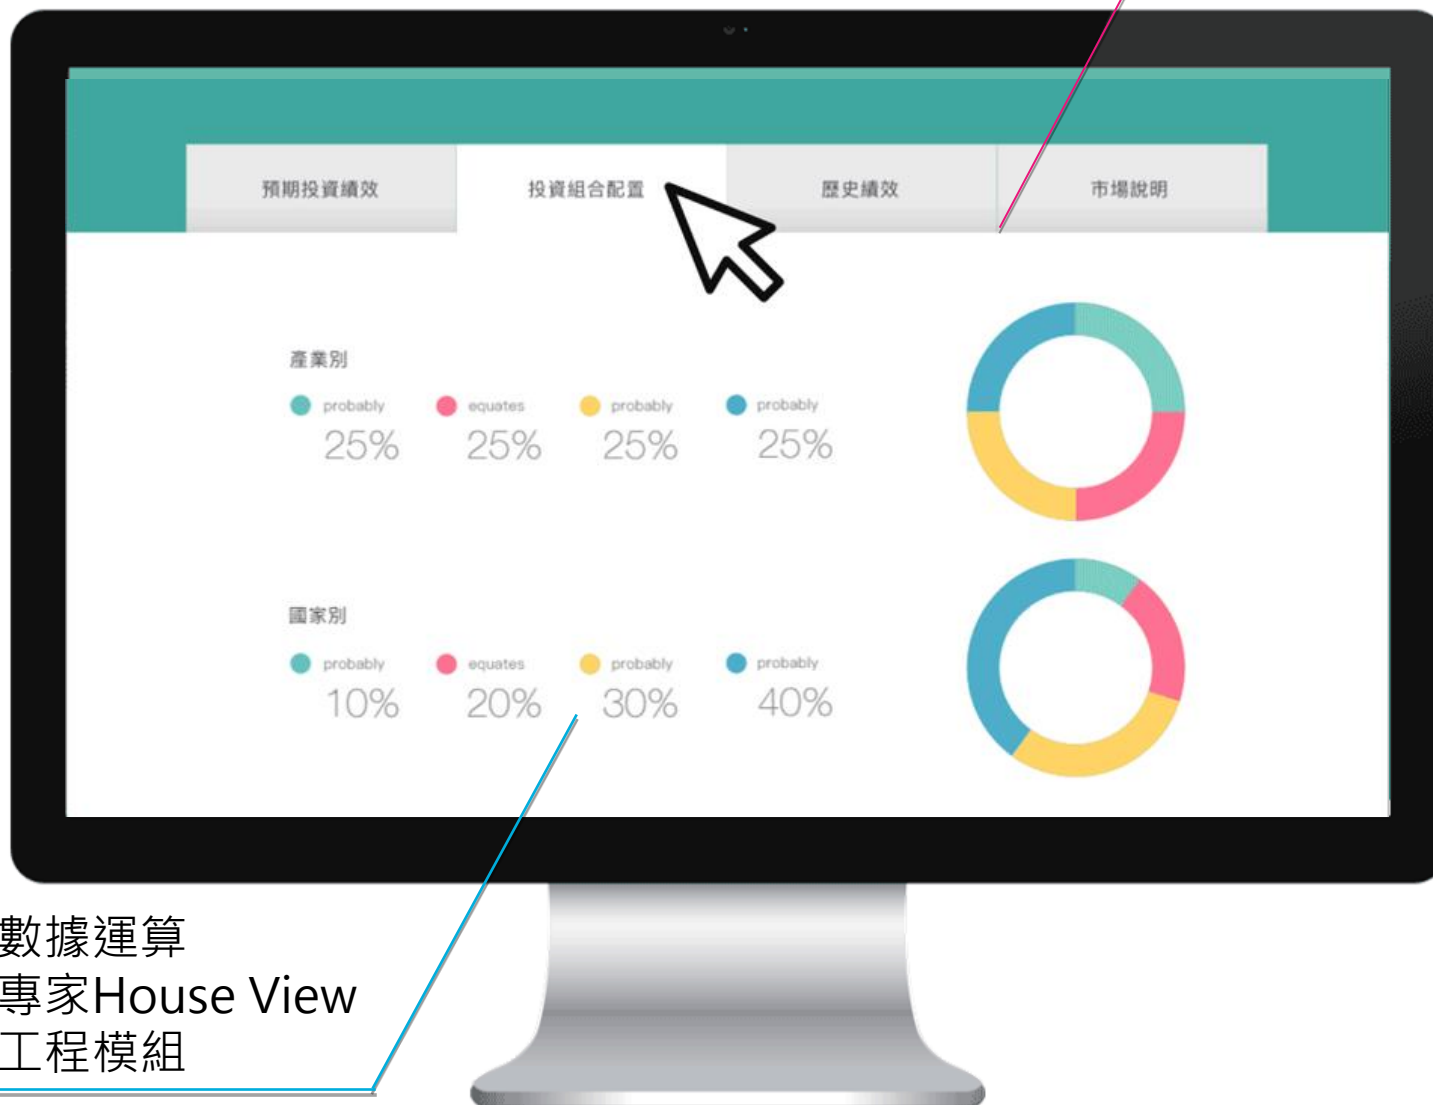 預期投資績效 投資組合配置 歷史績效 市場說明
產業別
probably equates probably probably
25% 25% 25% 25%
國家別
probably equates probably probably
10% 20% 30% 40%
數據運算
專家House View
工程模組